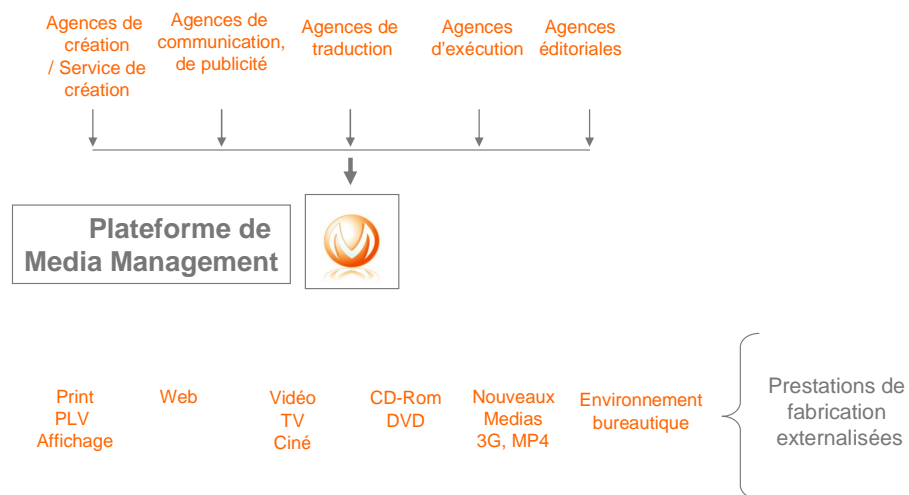 Agences de
création
/ Service de
création
Agences de
communication,
de publicité
Agences de
traduction
Agences
d'exécution
Agences
éditoriales
Plateforme de
Media Management
Print
PLV
Affichage
Web
Vidéo
TV
Ciné
CD-Rom
DVD
Nouveaux
Medias
3G, MP4
Environnement
bureautique
Prestations de
fabrication
externalisées